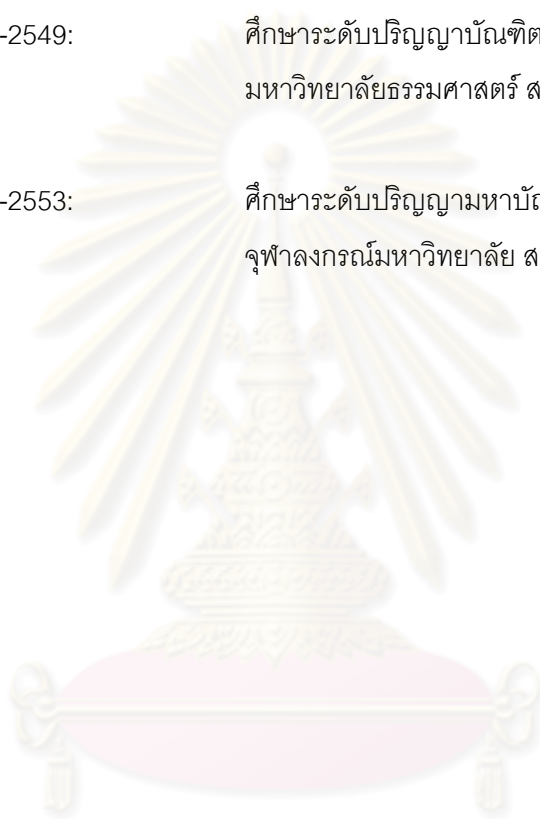 -2549: ศึกษาระดับปริญญาบัณฑิต
มหาวิทยาลัยธรรมศาสตร์ ส
-2553: ศึกษาระดับปริญญามหาบัณ
จุฬาลงกรณ์มหาวิทยาลัย ส